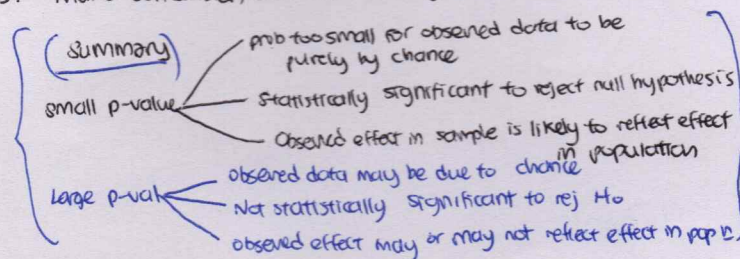 (summary)
prob too small for observed data to be
purely by chance
small p-value
statistically significant to reject null hypothesis
Observed effect in sample is likely to reflect effect
in population
observed data may be due to chance
Large p-val
Not statistically significant to rej Ho
observed effect may or may not reflect effect in pop